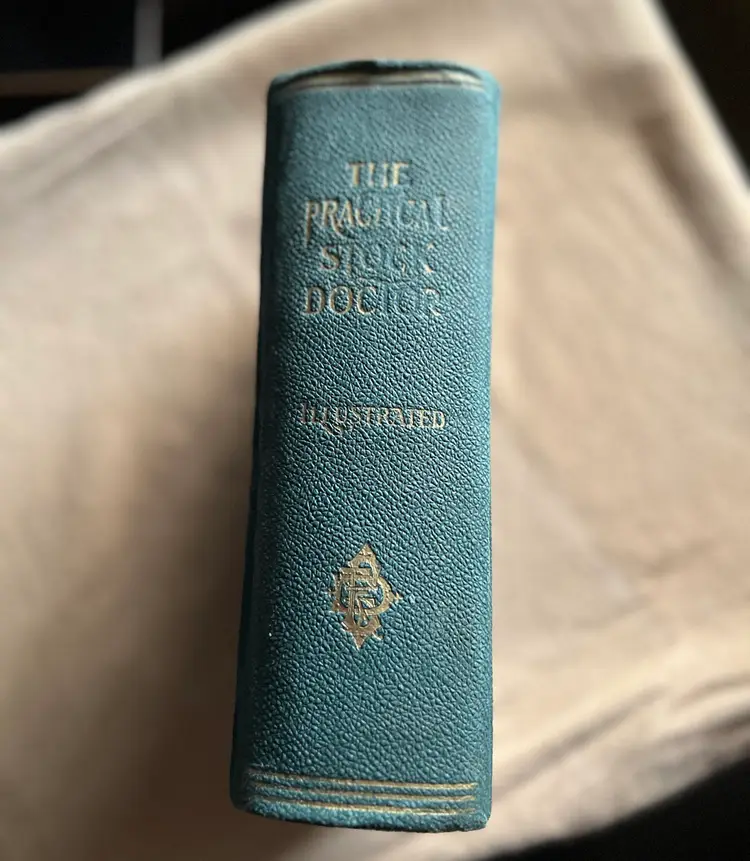 THE
PRACTICAL
STOCK
DOCTOR
ILLUSTRATED